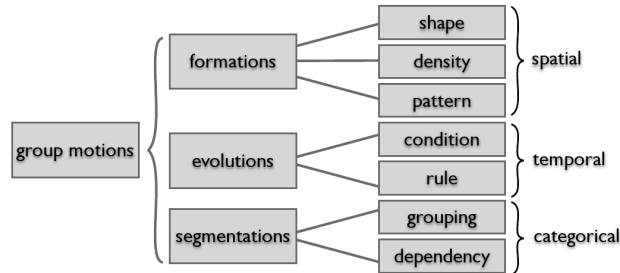 group motions
formations
shape
density
pattern
spatial
evolutions
condition
rule
temporal
segmentations
grouping
dependency
categorical